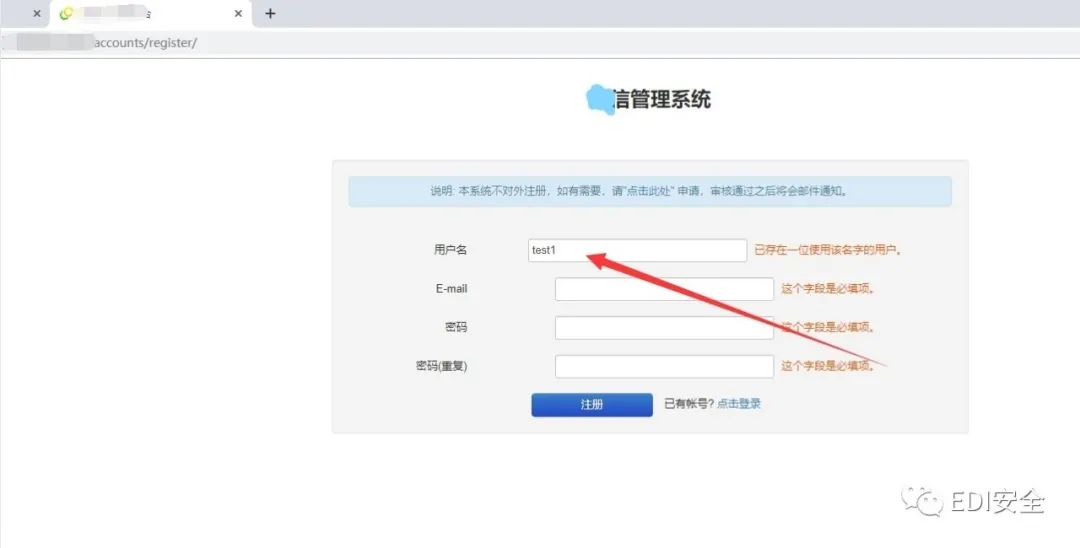 accounts/register/
信管理系统
说明: 本系统不对外注册，如有需要，请"点击此处" 申请，审核通过之后将会邮件通知。
用户名 test1 已存在一位使用该名字的用户。
E-mail 这个字段是必填项。
密码 这个字段是必填项。
密码(重复) 这个字段是必填项。
注册 已有帐号? 点击登录
EDI安全